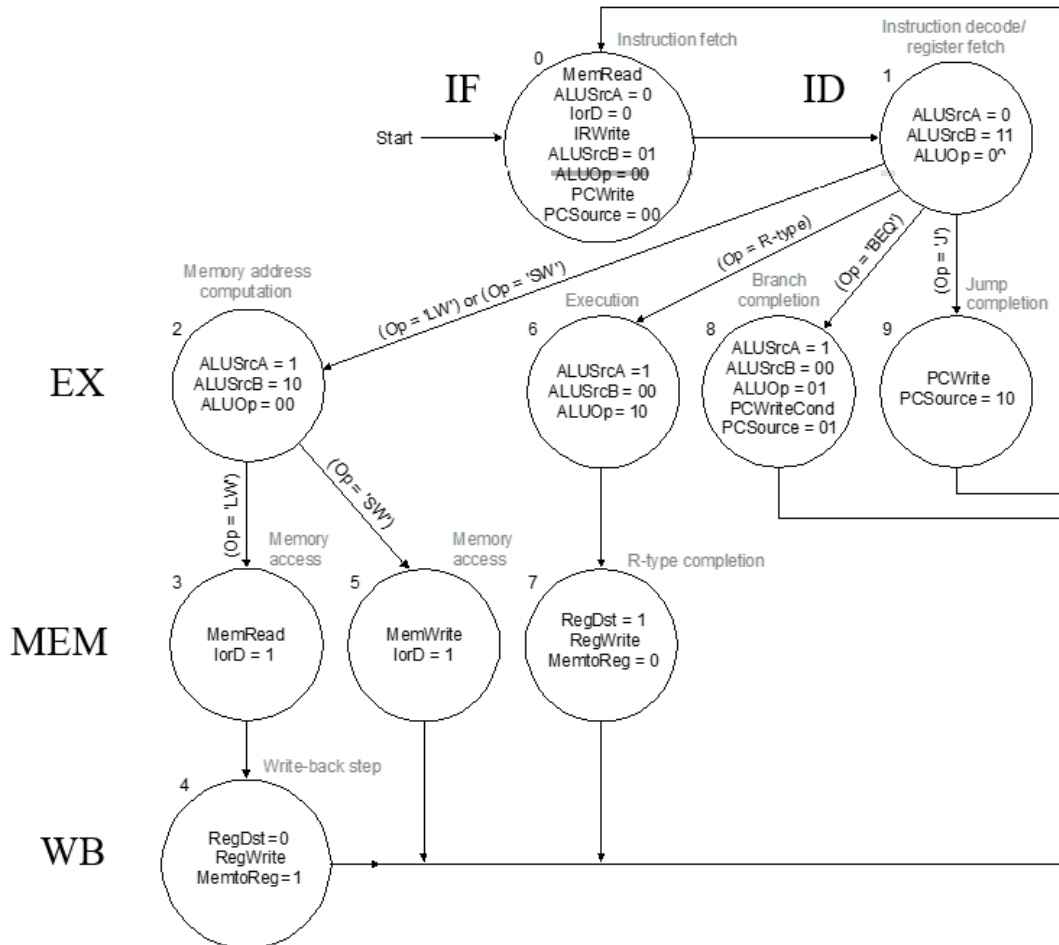 Instruction fetch
Instruction decode/
register fetch
0
1
IF
ID
MemRead
ALUSrcA = 0
IorD = 0
IRWrite
ALUSrcB = 01
ALUOp = 00
PCWrite
PCSource = 00
Start
ALUSrcA = 0
ALUSrcB = 11
(Op = 'LW') or (Op = 'SW')
(Op = R-type)
(Op = 'BEQ')
(Op = 'J')
Memory address
computation
Execution
Branch
completion
Jump
completion
2
6
8
9
EX
ALUSrcA = 1
ALUSrcB = 10
ALUOp = 00
ALUSrcA =1
ALUSrcB = 00
ALUOp = 10
ALUSrcA = 1
ALUSrcB = 00
ALUOp = 01
PCWriteCond
PCSource = 01
PCWrite
PCSource = 10
(Op = 'LW')
(Op = 'SW')
Memory
access
Memory
access
R-type completion
3
5
7
MEM
MemRead
IorD = 1
MemWrite
IorD = 1
RegDst = 1
RegWrite
MemtoReg = 0
Write-back step
4
WB
RegDst=0
RegWrite
MemtoReg=1